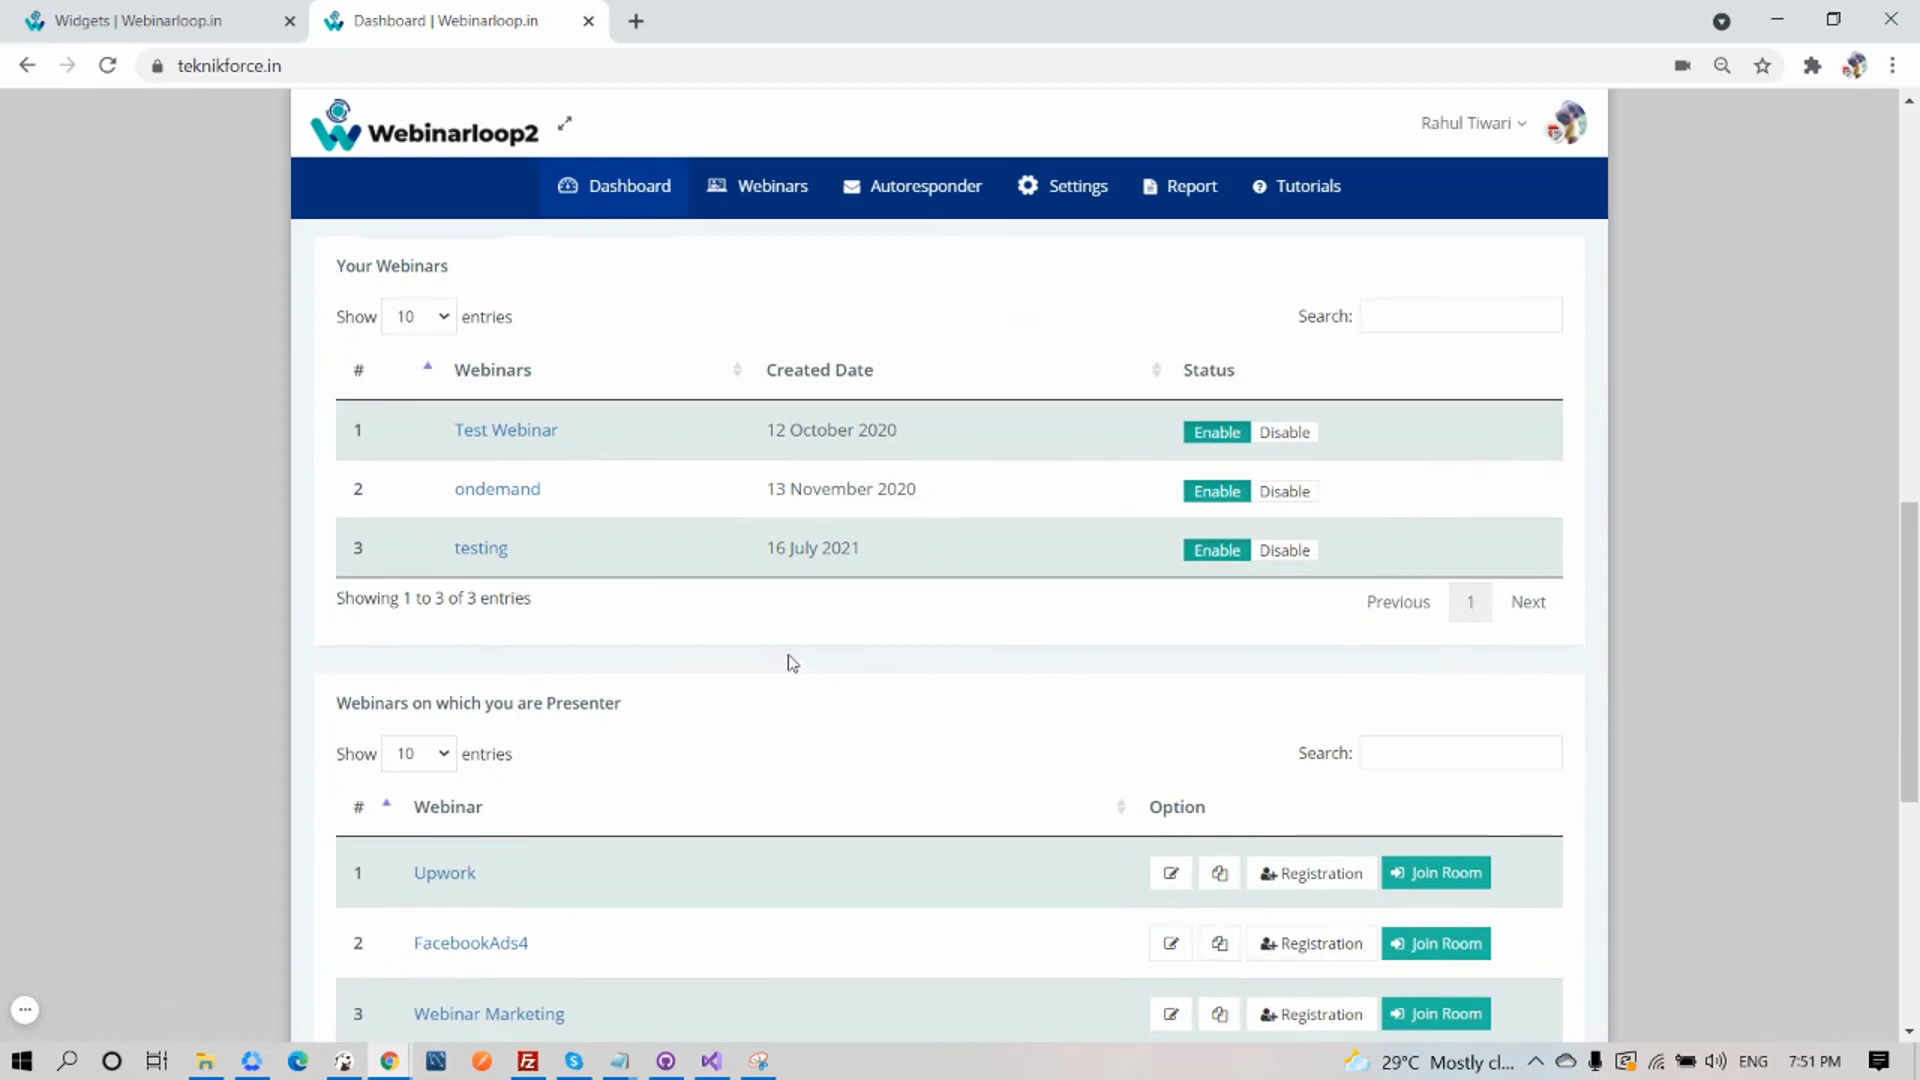 Widgets | Webinarloop.in
Dashboard | Webinarloop.in
teknikforce.in
Webinarloop2
Rahul Tiwari
Dashboard
Webinars
Autoresponder
Settings
Report
Tutorials
Your Webinars
Show 10 entries
Search:
# Webinars Created Date Status
1 Test Webinar 12 October 2020 Enable Disable
2 ondemand 13 November 2020 Enable Disable
3 testing 16 July 2021 Enable Disable
Showing 1 to 3 of 3 entries
Previous 1 Next
Webinars on which you are Presenter
Show 10 entries
Search:
# Webinar Option
1 Upwork Registration Join Room
2 FacebookAds4 Registration Join Room
3 Webinar Marketing Registration Join Room
29°C Mostly cl... ENG 7:51 PM